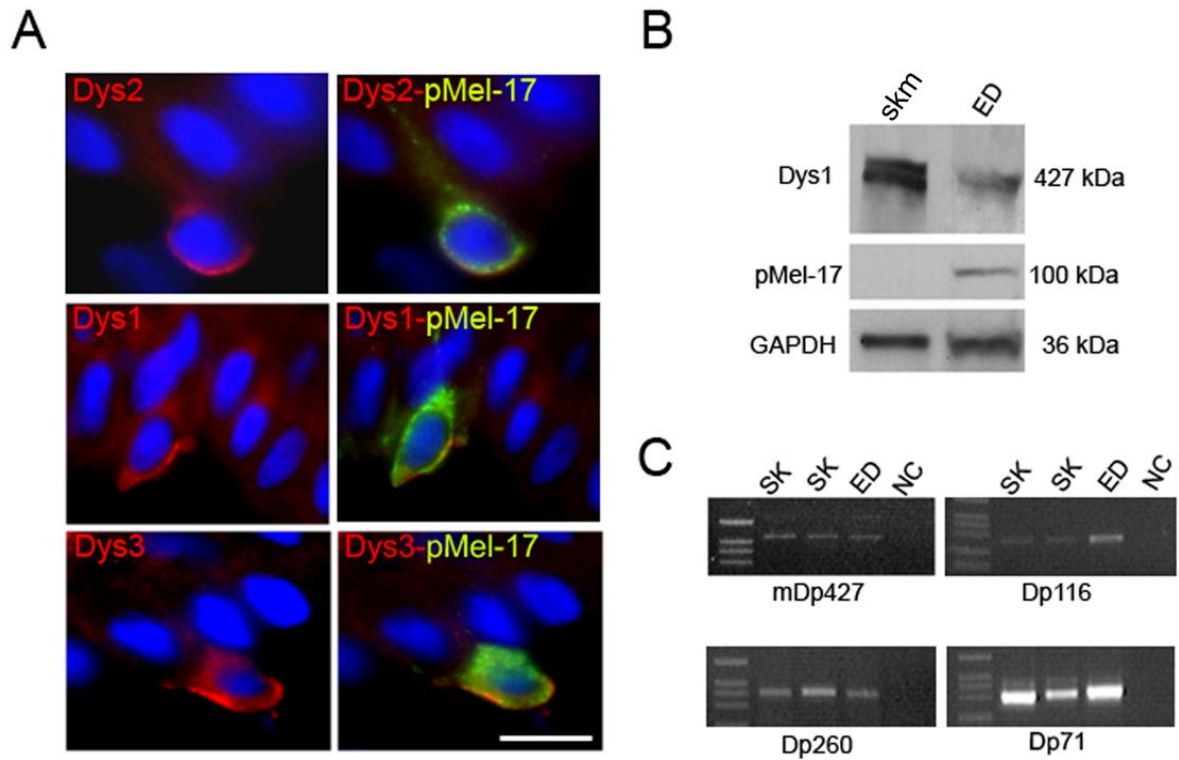 A
Dys2
Dys2-pMel-17
Dys1
Dys1-pMel-17
Dys3
Dys3-pMel-17
B
skm ED
Dys1 427 kDa
pMel-17 100 kDa
GAPDH 36 kDa
C
SK SK ED NC
mDp427
SK SK ED NC
Dp116
Dp260
Dp71